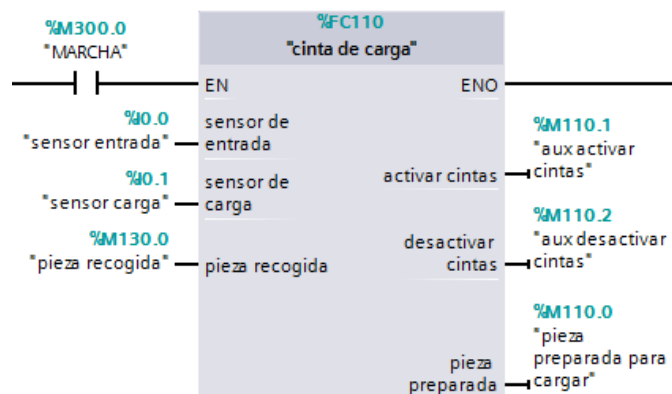 %M300.0
"MARCHA"
%FC110
"cinta de carga"
EN
ENO
%I0.0
"sensor entrada"
sensor de
entrada
%I0.1
"sensor carga"
sensor de
carga
%M130.0
"pieza recogida"
pieza recogida
activar cintas
%M110.1
"aux activar
cintas"
desactivar
cintas
%M110.2
"aux desactivar
cintas"
pieza
preparada
%M110.0
"pieza
preparada para
cargar"